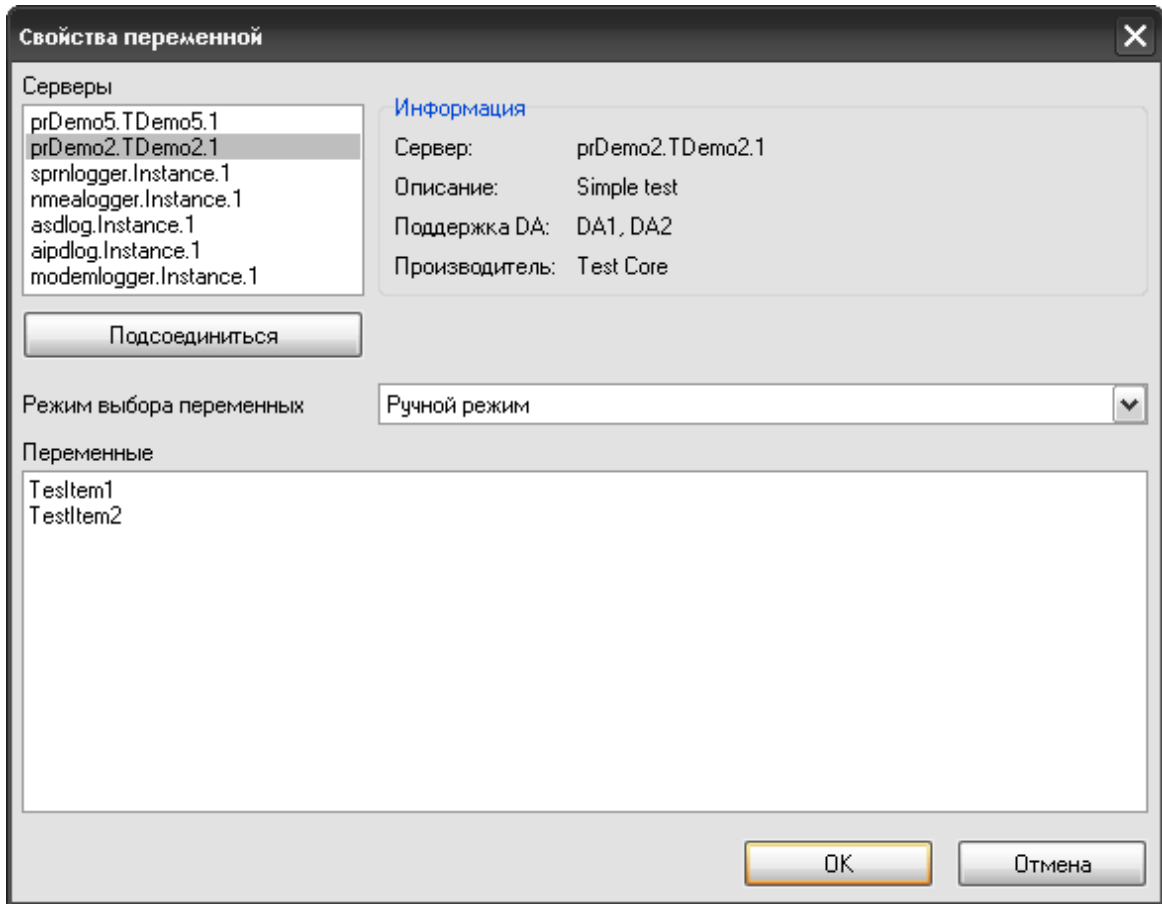 Свойства переменной
Серверы
prDemo5.TDemo5.1
prDemo2.TDemo2.1
sprnlogger.Instance.1
nmealogger.Instance.1
asdlog.Instance.1
aipdlog.Instance.1
modemlogger.Instance.1
Информация
Сервер: prDemo2.TDemo2.1
Описание: Simple test
Поддержка DA: DA1, DA2
Производитель: Test Core
Подсоединиться
Режим выбора переменных Ручной режим
Переменные
TesItem1
TestItem2
OK Отмена